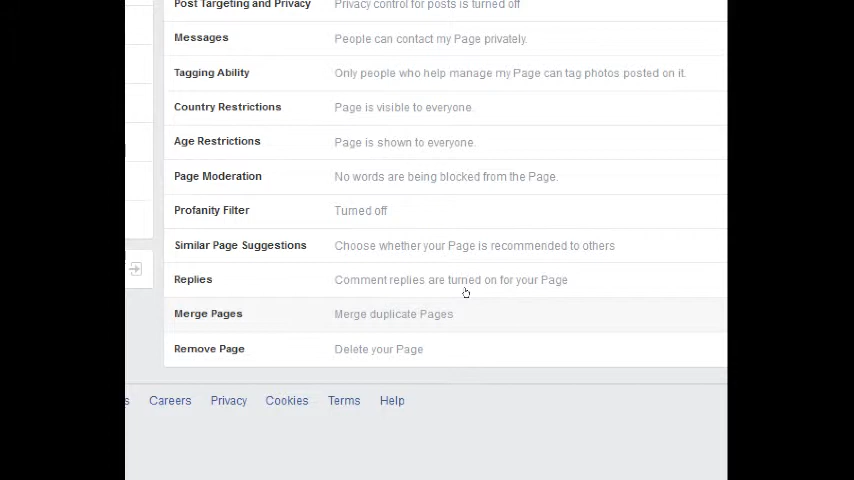 Post Targeting and Privacy Privacy control for posts is turned off
Messages People can contact my Page privately.
Tagging Ability Only people who help manage my Page can tag photos posted on it.
Country Restrictions Page is visible to everyone.
Age Restrictions Page is shown to everyone.
Page Moderation No words are being blocked from the Page.
Profanity Filter Turned off
Similar Page Suggestions Choose whether your Page is recommended to others
Replies Comment replies are turned on for your Page
Merge Pages Merge duplicate Pages
Remove Page Delete your Page
s Careers Privacy Cookies Terms Help